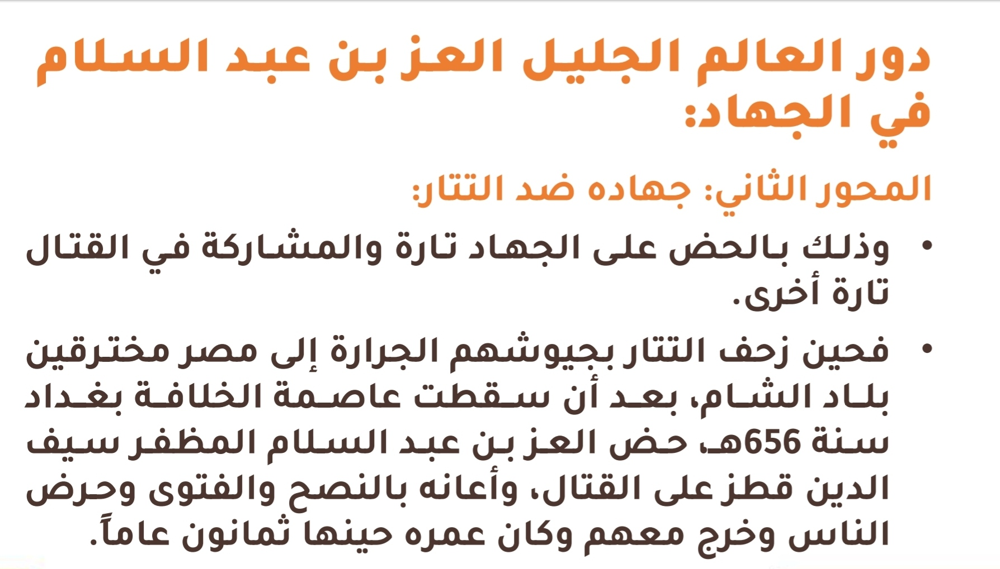 دور العالم الجليل العز بن عبد السلام
في الجهاد:
المحور الثاني: جهاده ضد التتار:
• وذلك بالحض على الجهاد تارة والمشاركة في القتال
تارة أخرى.
• فحين زحف التتار بجيوشهم الجرارة إلى مصر مخترقين
بلاد الشام، بعد أن سقطت عاصمة الخلافة بغداد
سنة 656هـ، حض العز بن عبد السلام المظفر سيف
الدين قطز على القتال، وأعانه بالنصح والفتوى وحرض
الناس وخرج معهم وكان عمره حينها ثمانون عاماً.